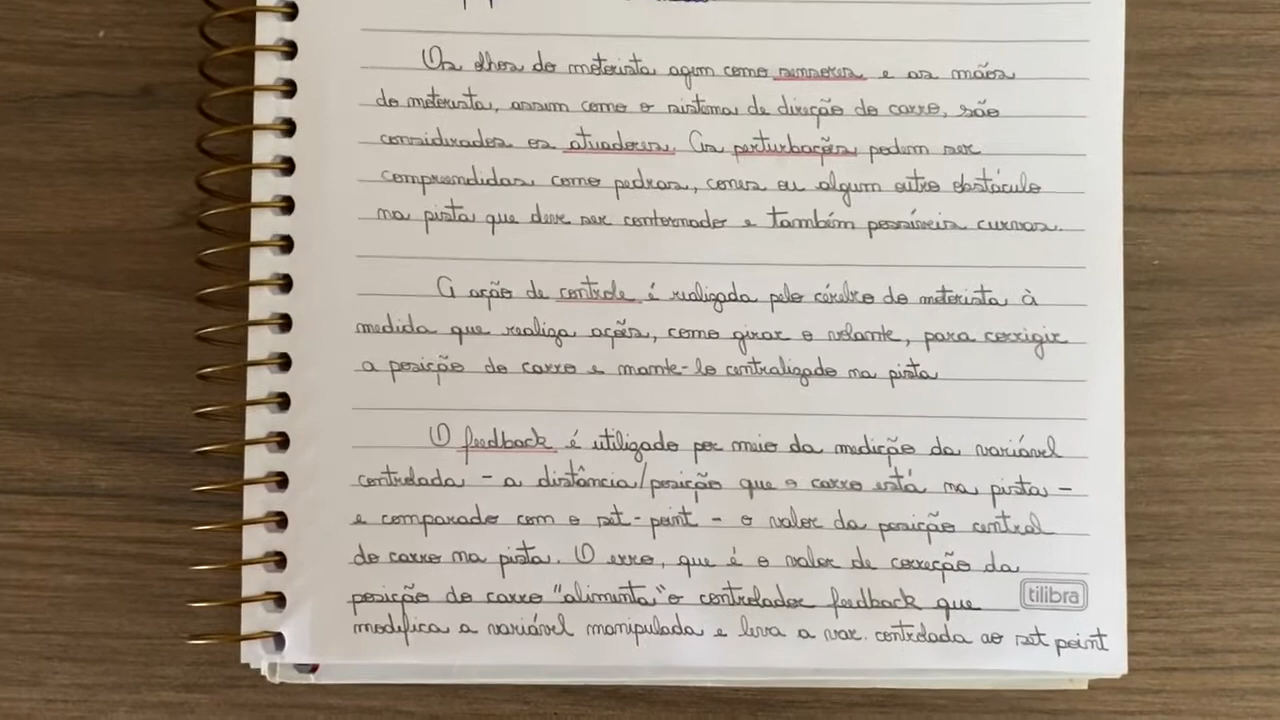 Os olhos do motorista agem como sensores e as mãos
do motorista, assim como o sistema de direção do carro, são
considerados os atuadores. As perturbações podem ser
compreendidas como pedras, cones ou algum outro obstáculo
na pista que deve ser contornador e também possíveis curvas.
A ação de controle é realizada pelo cérebro do motorista à
medida que realiza ações, como girar o volante, para corrigir
a posição do carro e mante-lo centralizado na pista
O feedback é utilizado por meio da medição da variável
controlada - a distância/posição que o carro está na pista -
e comparado com o set-point - o valor da posição central
do carro na pista. O erro, que é o valor de correção da
posição do carro "alimenta" o controlador feedback que
tilibra
modifica a variável manipulada e leva a var. controlada ao set point